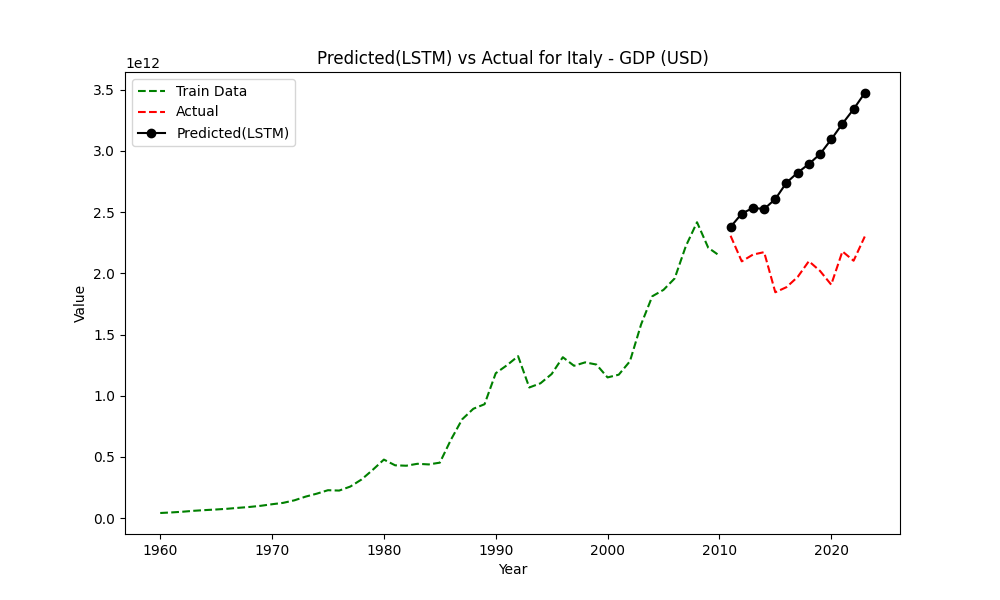 Predicted(LSTM) vs Actual for Italy - GDP (USD)
1e12
Train Data
Actual
Predicted(LSTM)
3.5
3.0
2.5
2.0
1.5
1.0
0.5
0.0
Value
1960 1970 1980 1990 2000 2010 2020
Year